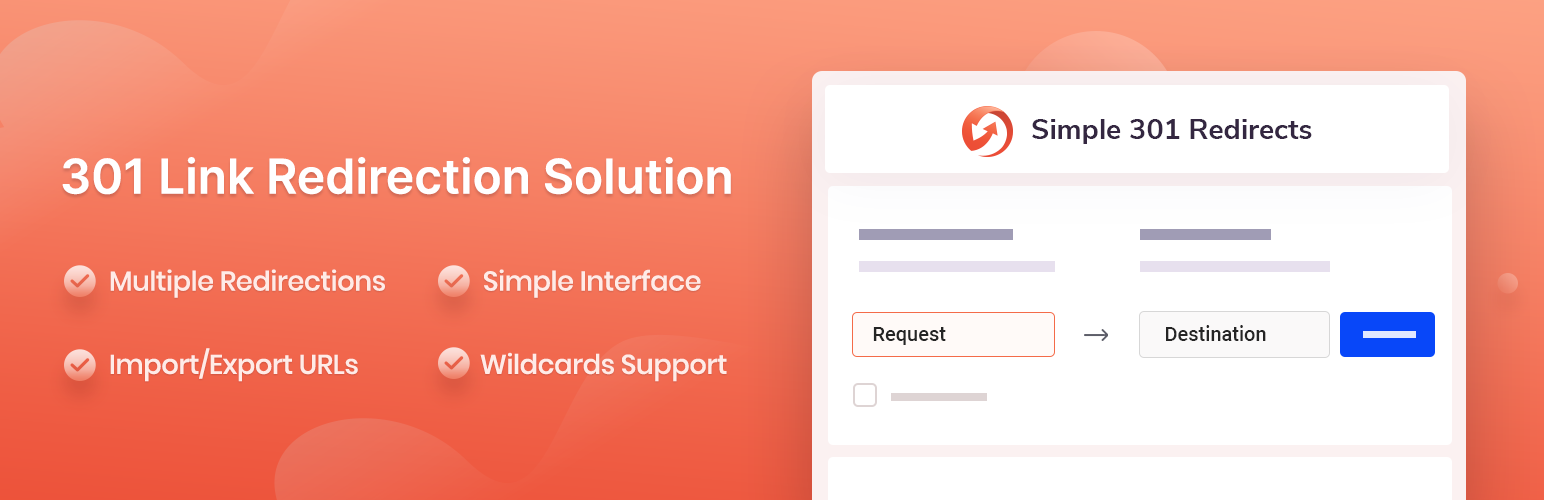 301 Link Redirection Solution
Multiple Redirections
Simple Interface
Import/Export URLs
Wildcards Support
Simple 301 Redirects
Request
Destination